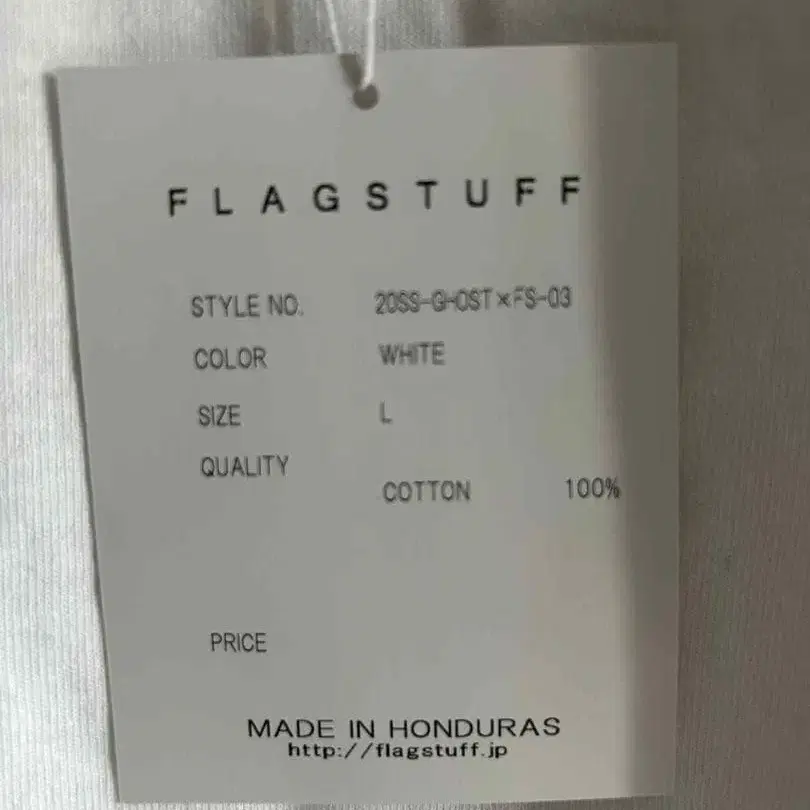 FLAGSTUFF
STYLE NO. 20SS-GHOST×FS-03
COLOR WHITE
SIZE L
QUALITY
COTTON 100%
PRICE
MADE IN HONDURAS
http://flagstuff.jp